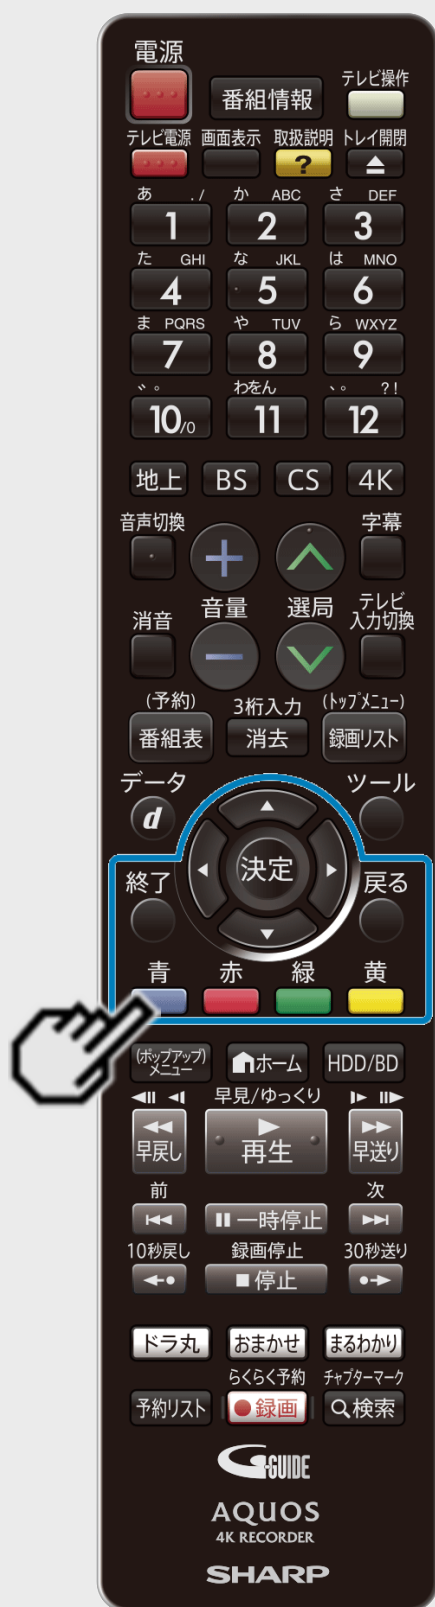 電源
番組情報
テレビ操作
テレビ電源 画面表示 取扱説明 トレイ開閉
?
あ ./ か ABC さ DEF
1 2 3
た GHI な JKL は MNO
4 5 6
ま PQRS や TUV ら WXYZ
7 8 9
゛゜ わをん 、。 ?!
10/0 11 12
地上 BS CS 4K
音声切換 字幕
+
消音 音量 選局 テレビ
入力切換
−
(予約) 3桁入力 (トップメニュー)
番組表 消去 録画リスト
データ ツール
d
決定
終了 戻る
青 赤 緑 黄
(ポップアップ)
メニュー ホーム HDD/BD
早見/ゆっくり
早戻し 再生 早送り
前 次
一時停止
10秒戻し 録画停止 30秒送り
停止
ドラ丸 おまかせ まるわかり
らくらく予約 チャプターマーク
予約リスト 録画 検索
G-GUIDE
AQUOS
4K RECORDER
SHARP